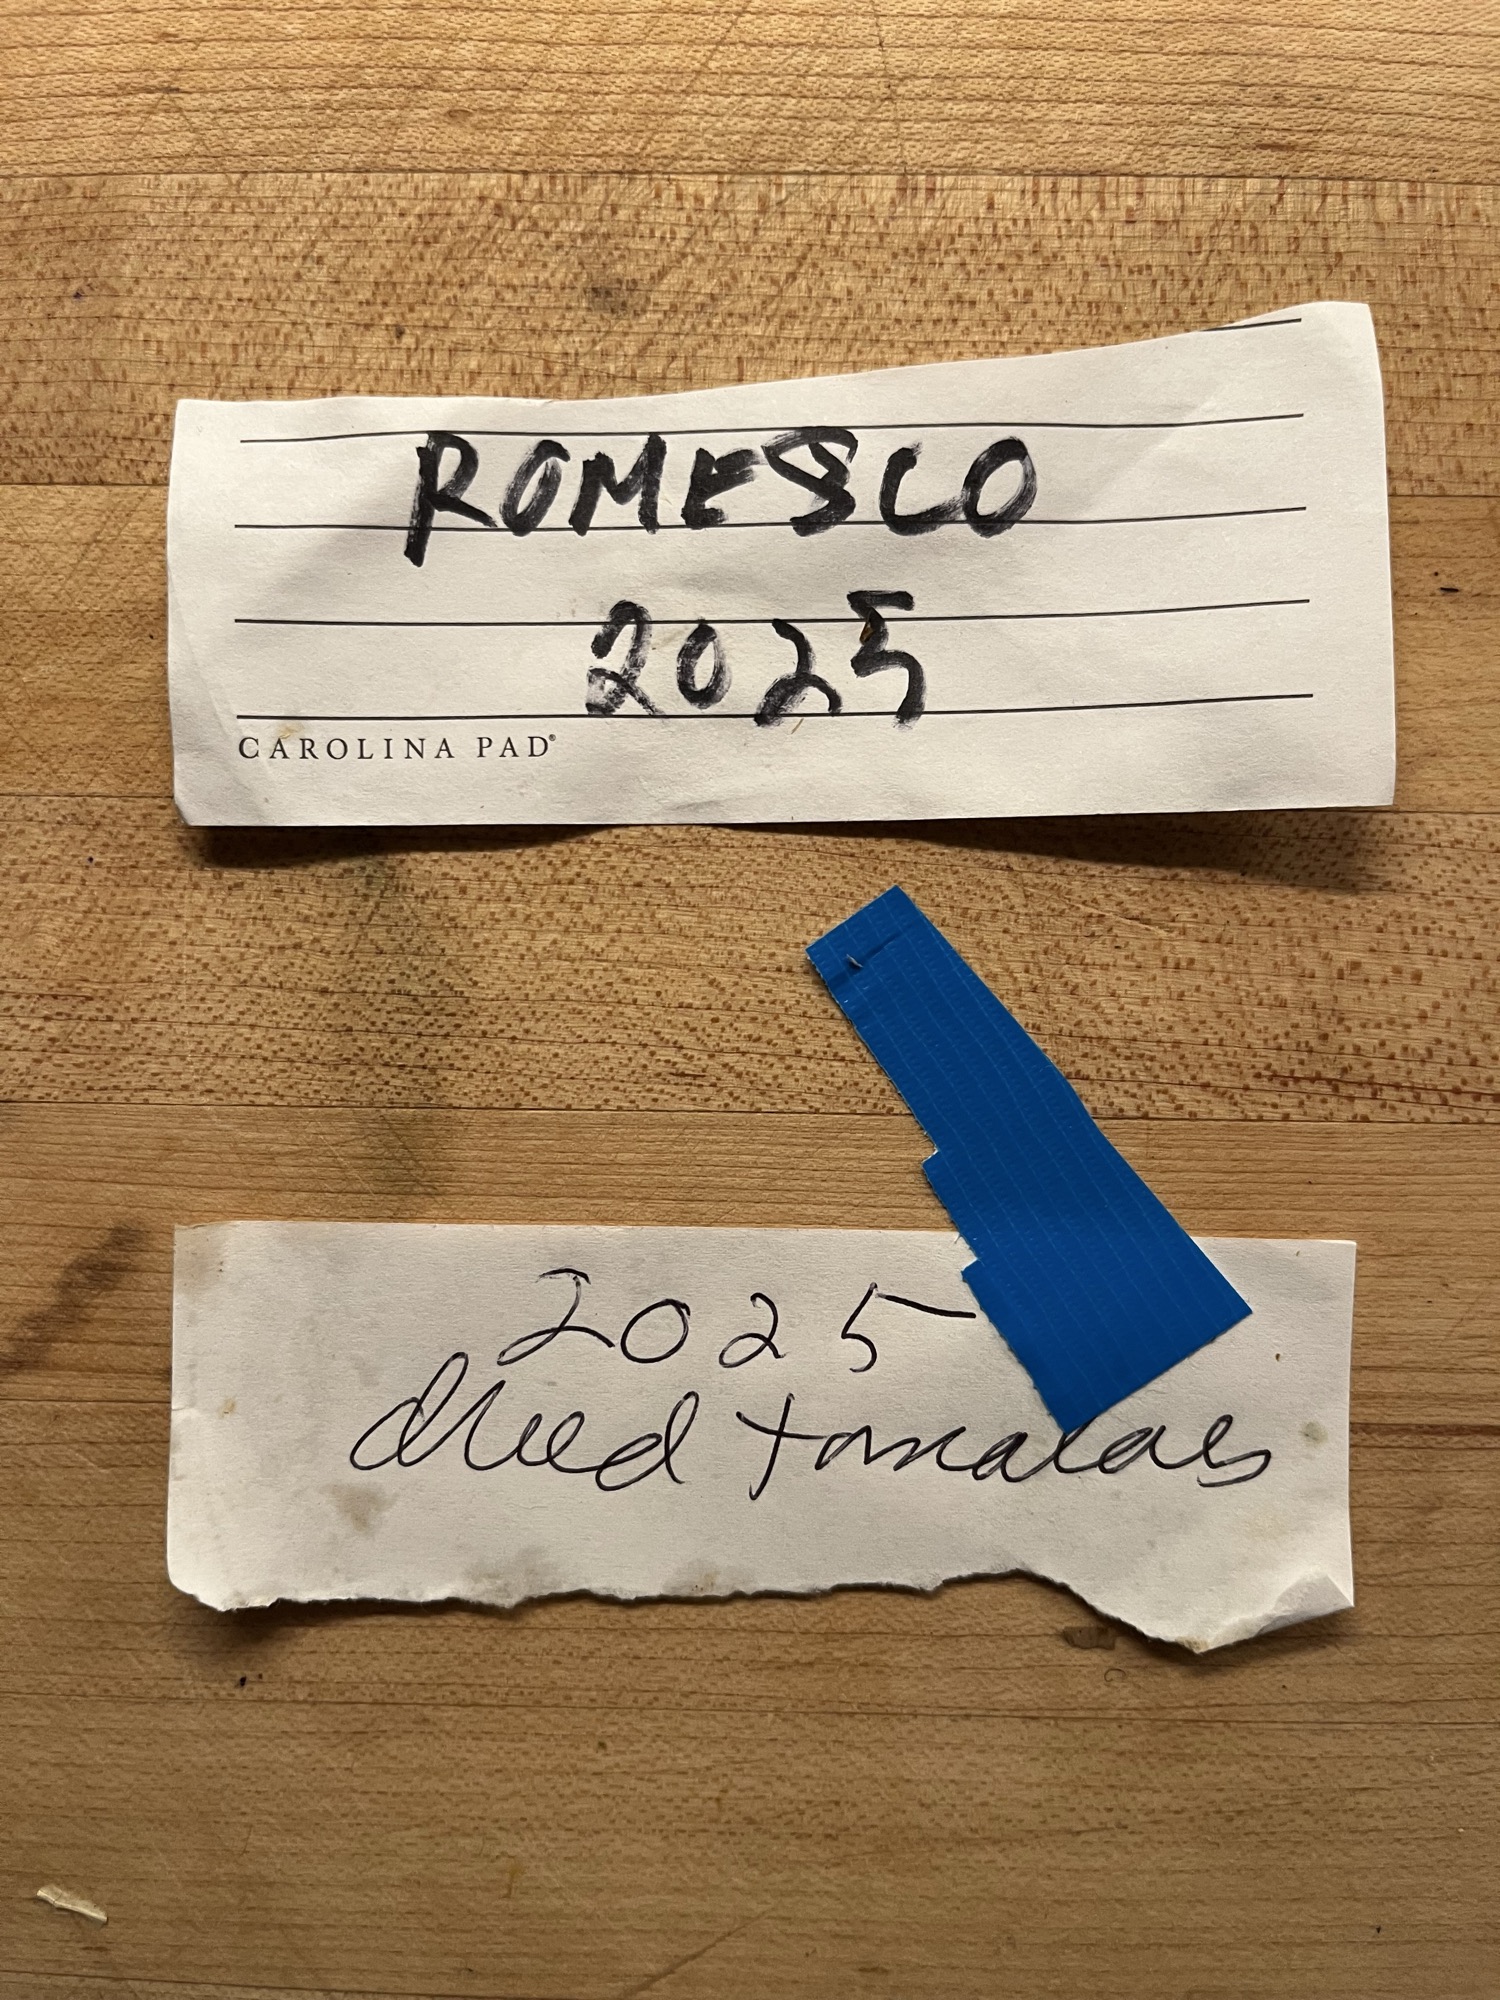 ROMESCO
2025
CAROLINA PAD®
2025
dried tomatoes